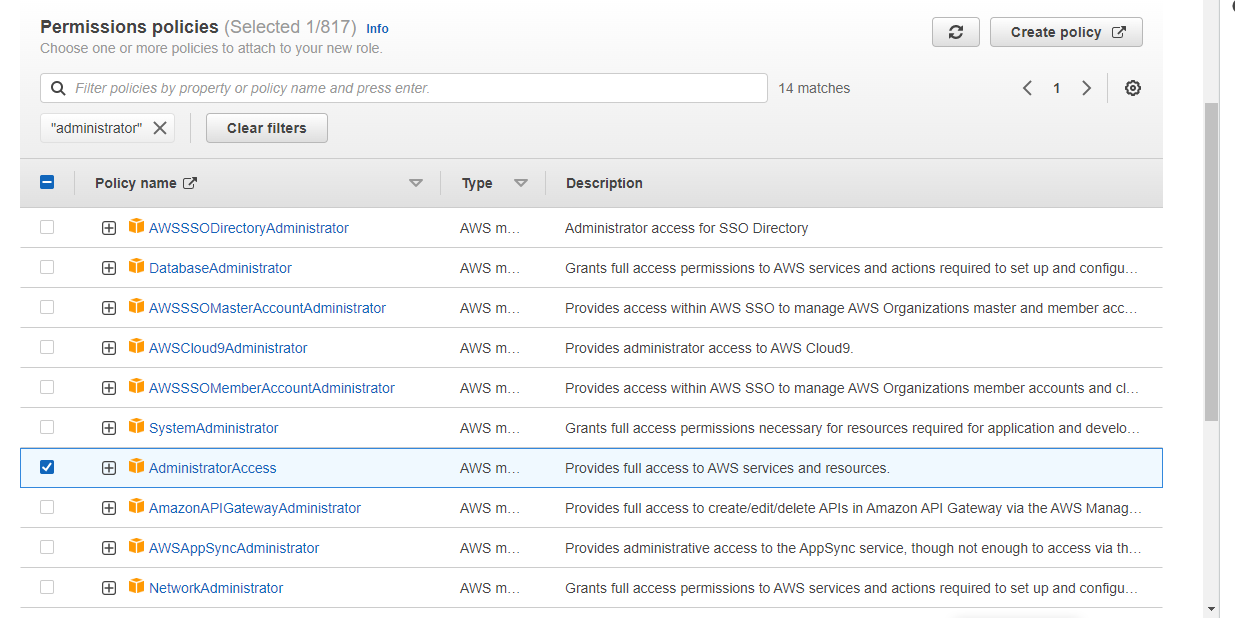 Permissions policies (Selected 1/817) Info
Create policy
Choose one or more policies to attach to your new role.
Filter policies by property or policy name and press enter.
14 matches
1
"administrator"
Clear filters
Policy name Type Description
AWSSSODirectoryAdministrator AWS m... Administrator access for SSO Directory
DatabaseAdministrator AWS m... Grants full access permissions to AWS services and actions required to set up and configu...
AWSSSOMasterAccountAdministrator AWS m... Provides access within AWS SSO to manage AWS Organizations master and member acc...
AWSCloud9Administrator AWS m... Provides administrator access to AWS Cloud9.
AWSSSOMemberAccountAdministrator AWS m... Provides access within AWS SSO to manage AWS Organizations member accounts and cl...
SystemAdministrator AWS m... Grants full access permissions necessary for resources required for application and develo...
AdministratorAccess AWS m... Provides full access to AWS services and resources.
AmazonAPIGatewayAdministrator AWS m... Provides full access to create/edit/delete APIs in Amazon API Gateway via the AWS Manag...
AWSAppSyncAdministrator AWS m... Provides administrative access to the AppSync service, though not enough to access via th...
NetworkAdministrator AWS m... Grants full access permissions to AWS services and actions required to set up and configu...